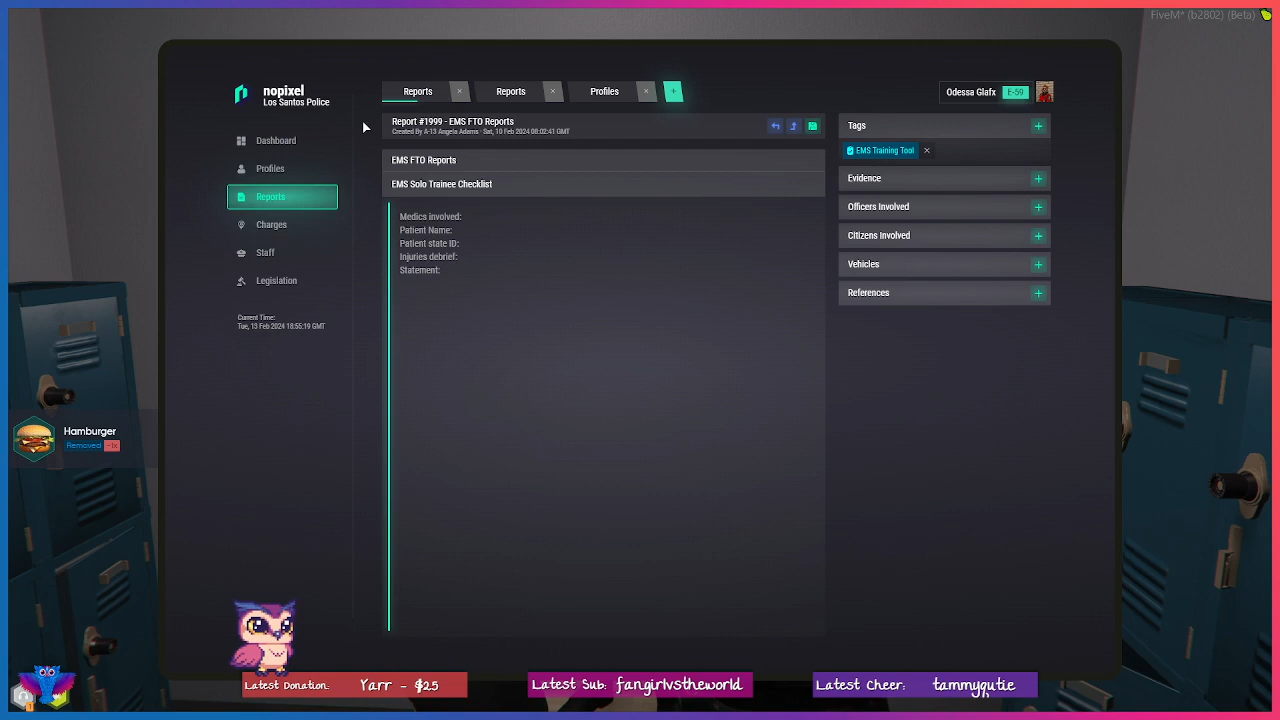 FiveM* (b2802) (Beta)
nopixel
Los Santos Police
Reports
Reports
Profiles
Odessa Glafx E-59
Dashboard
Profiles
Reports
Charges
Staff
Legislation
Current Time:
Tue, 13 Feb 2024 18:55:19 GMT
Report #1999 - EMS FTO Reports
Created By A-13 Angela Adams - Sat, 10 Feb 2024 08:02:41 GMT
EMS FTO Reports
EMS Solo Trainee Checklist
Medics involved:
Patient Name:
Patient state ID:
Injuries debrief:
Statement:
Tags
EMS Training Tool
Evidence
Officers Involved
Citizens Involved
Vehicles
References
Hamburger
Removed -1x
Latest Donation: Yarr - $25
Latest Sub: fangirlvstheworld
Latest Cheer: tammyqutie